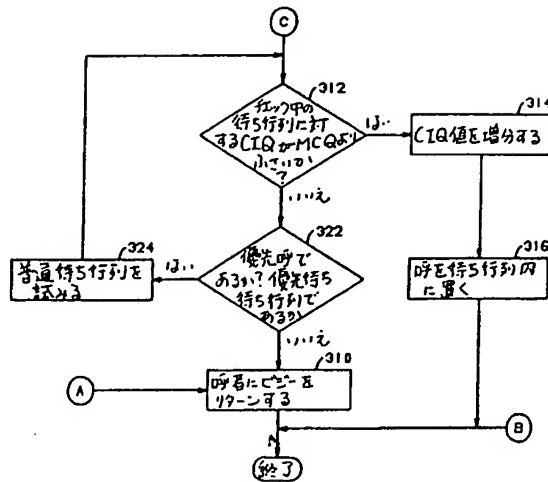 C
312
チェック中の
待ち行列に対
するCIQがMCQより
小さいか
?
はい
314
CIQ値を増分する
いいえ
322
優先呼で
あるか?優先待ち
待ち行列で
あるか
はい
324
普通待ち行列を
試みる
316
呼を待ち行列内
に置く
いいえ
310
呼者にビジーを
リターンする
A
B
終了